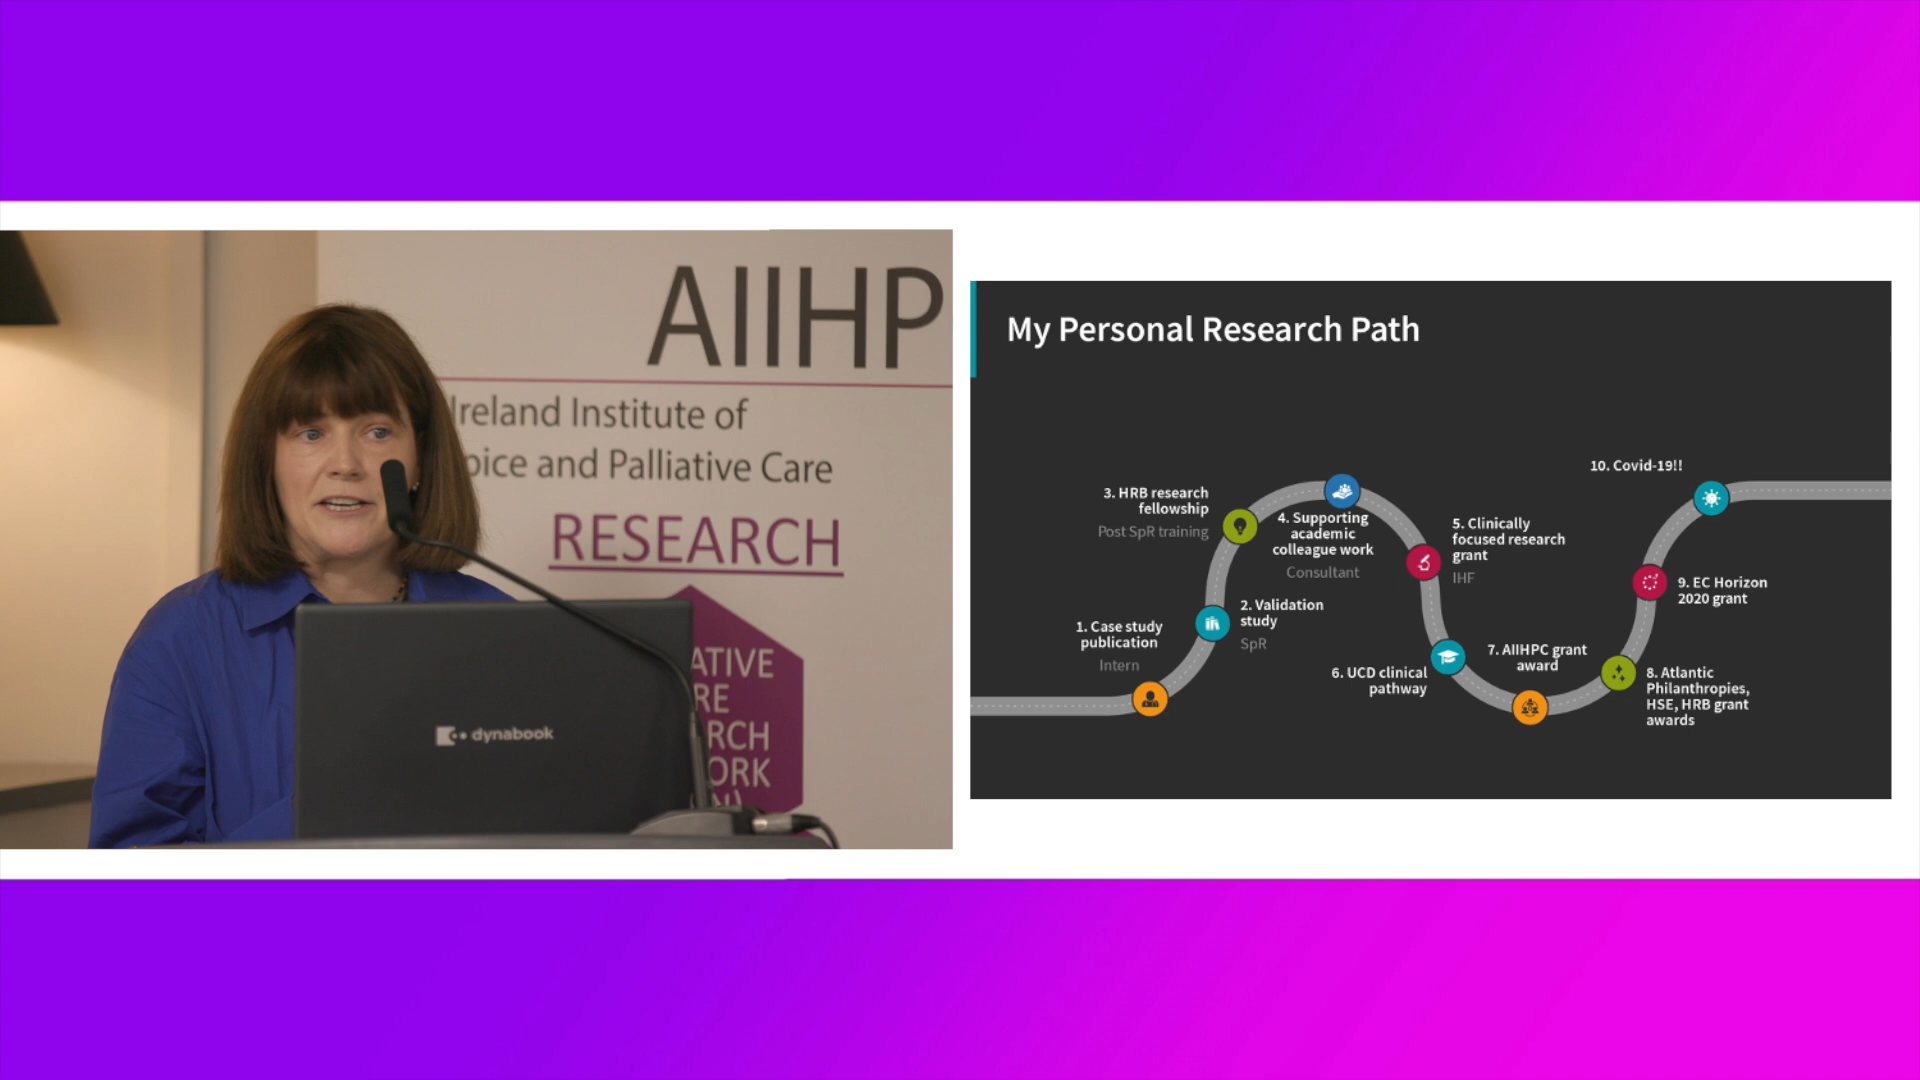 AIIHP
Ireland Institute of
pice and Palliative Care
RESEARCH
ATIVE
RE
RCH
ORK
dynabook
My Personal Research Path
1. Case study
publication
Intern
2. Validation
study
SpR
3. HRB research
fellowship
Post SpR training
4. Supporting
academic
colleague work
Consultant
5. Clinically
focused research
grant
IHF
6. UCD clinical
pathway
7. AIIHPC grant
award
8. Atlantic
Philanthropies,
HSE, HRB grant
awards
9. EC Horizon
2020 grant
10. Covid-19!!